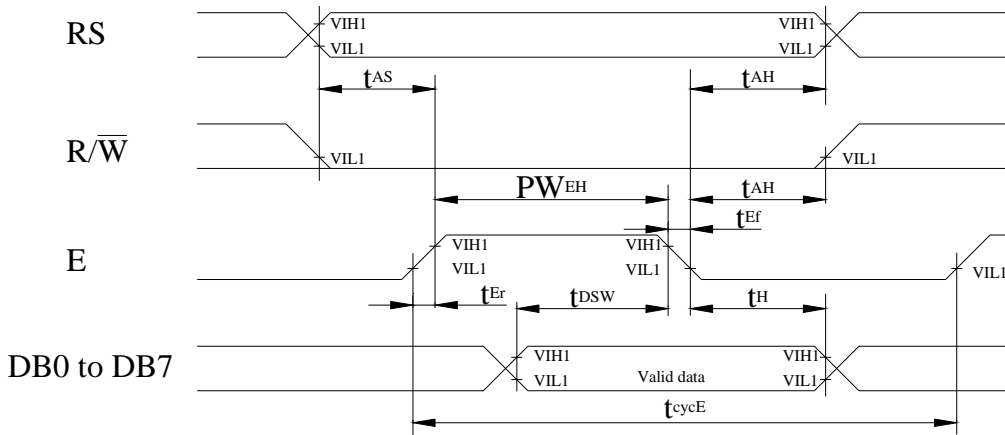 RS
VIH1
VIL1
VIH1
VIL1
tAS
tAH
R/W̅
VIL1
VIL1
PWEH
tAH
tEf
E
VIH1
VIL1
VIH1
VIL1
VIL1
tEr
tDSW
tH
DB0 to DB7
VIH1
VIL1
Valid data
VIH1
VIL1
tcycE